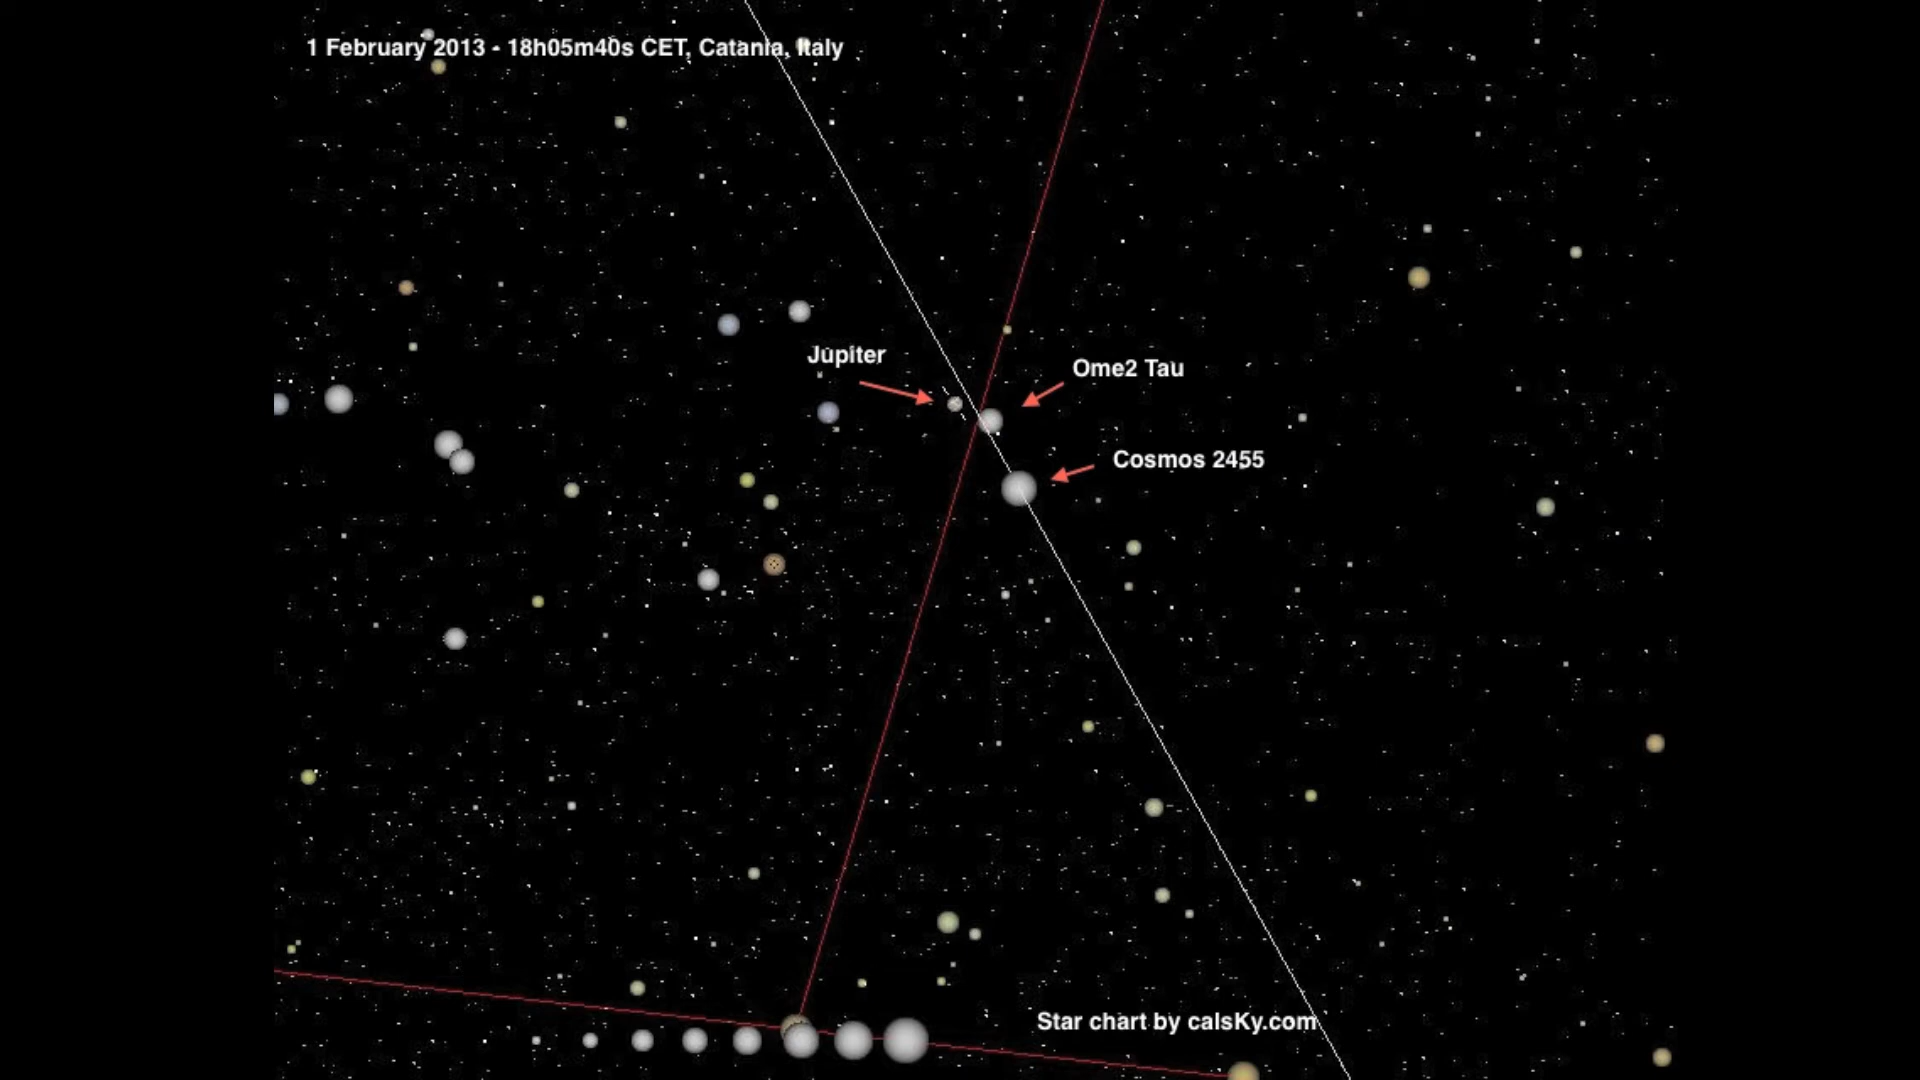 1 February 2013 - 18h05m40s CET, Catania, Italy
Jupiter
Ome2 Tau
Cosmos 2455
Star chart by calsKy.com